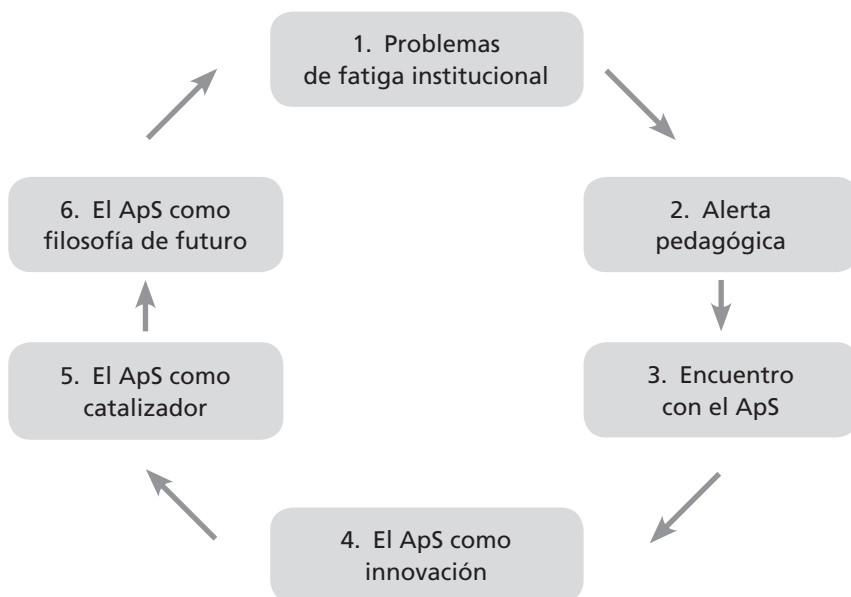 1. Problemas
de fatiga institucional
2. Alerta
pedagógica
3. Encuentro
con el ApS
4. El ApS como
innovación
5. El ApS como
catalizador
6. El ApS como
filosofía de futuro